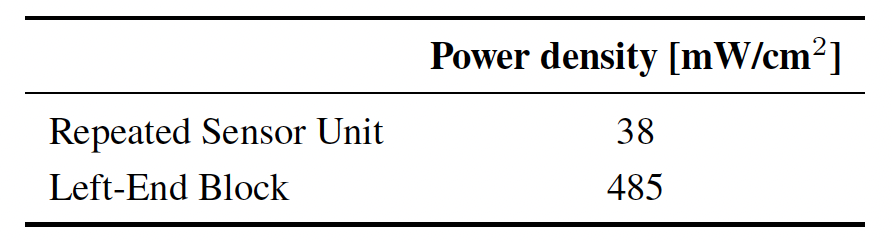 Power density [mW/cm²]
Repeated Sensor Unit 38
Left-End Block 485